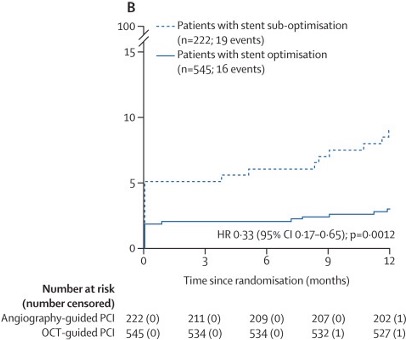 B
100
Patients with stent sub-optimisation
(n=222; 19 events)
15
Patients with stent optimisation
(n=545; 16 events)
10
5
HR 0·33 (95% CI 0·17–0·65); p=0·0012
0
0 3 6 9 12
Time since randomisation (months)
Number at risk
(number censored)
Angiography-guided PCI 222 (0) 211 (0) 209 (0) 207 (0) 202 (1)
OCT-guided PCI 545 (0) 534 (0) 534 (0) 532 (1) 527 (1)